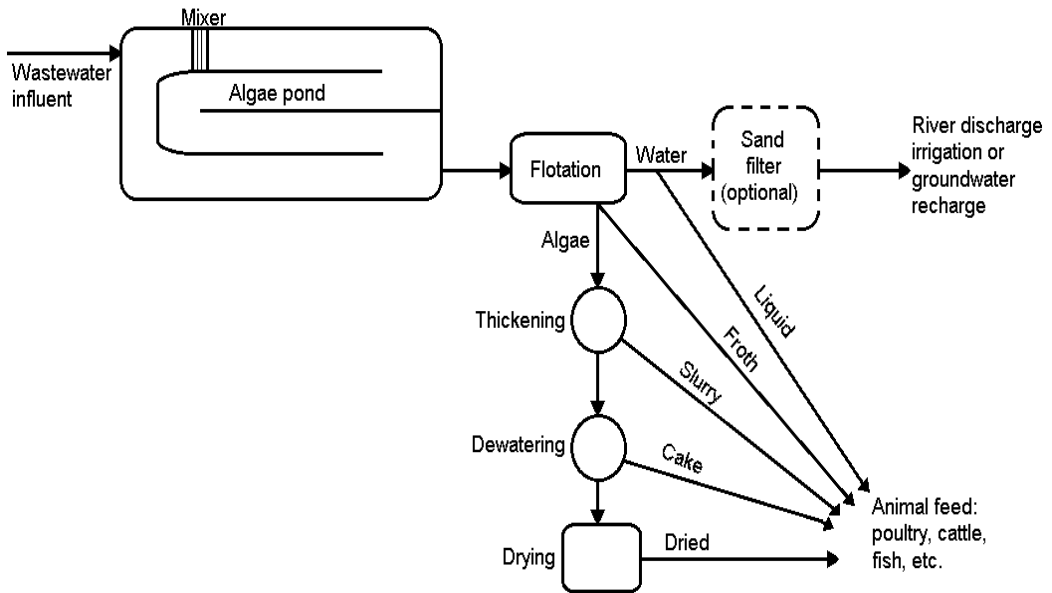 Mixer
Wastewater
influent
Algae pond
Flotation
Water
Sand
filter
(optional)
River discharge
irrigation or
groundwater
recharge
Algae
Liquid
Froth
Thickening
Slurry
Dewatering
Cake
Animal feed:
poultry, cattle,
fish, etc.
Drying
Dried